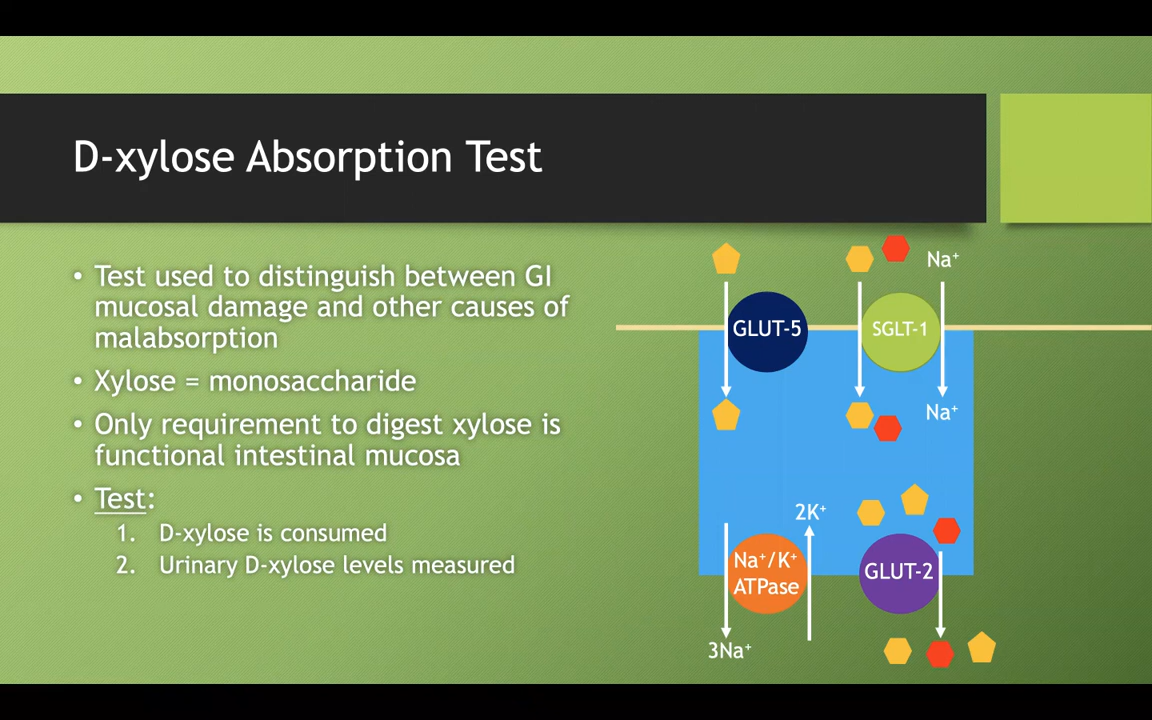 D-xylose Absorption Test
• Test used to distinguish between GI
mucosal damage and other causes of
malabsorption
• Xylose = monosaccharide
• Only requirement to digest xylose is
functional intestinal mucosa
• Test:
1. D-xylose is consumed
2. Urinary D-xylose levels measured
Na⁺
GLUT-5
SGLT-1
Na⁺
2K⁺
Na⁺/K⁺
ATPase
GLUT-2
3Na⁺